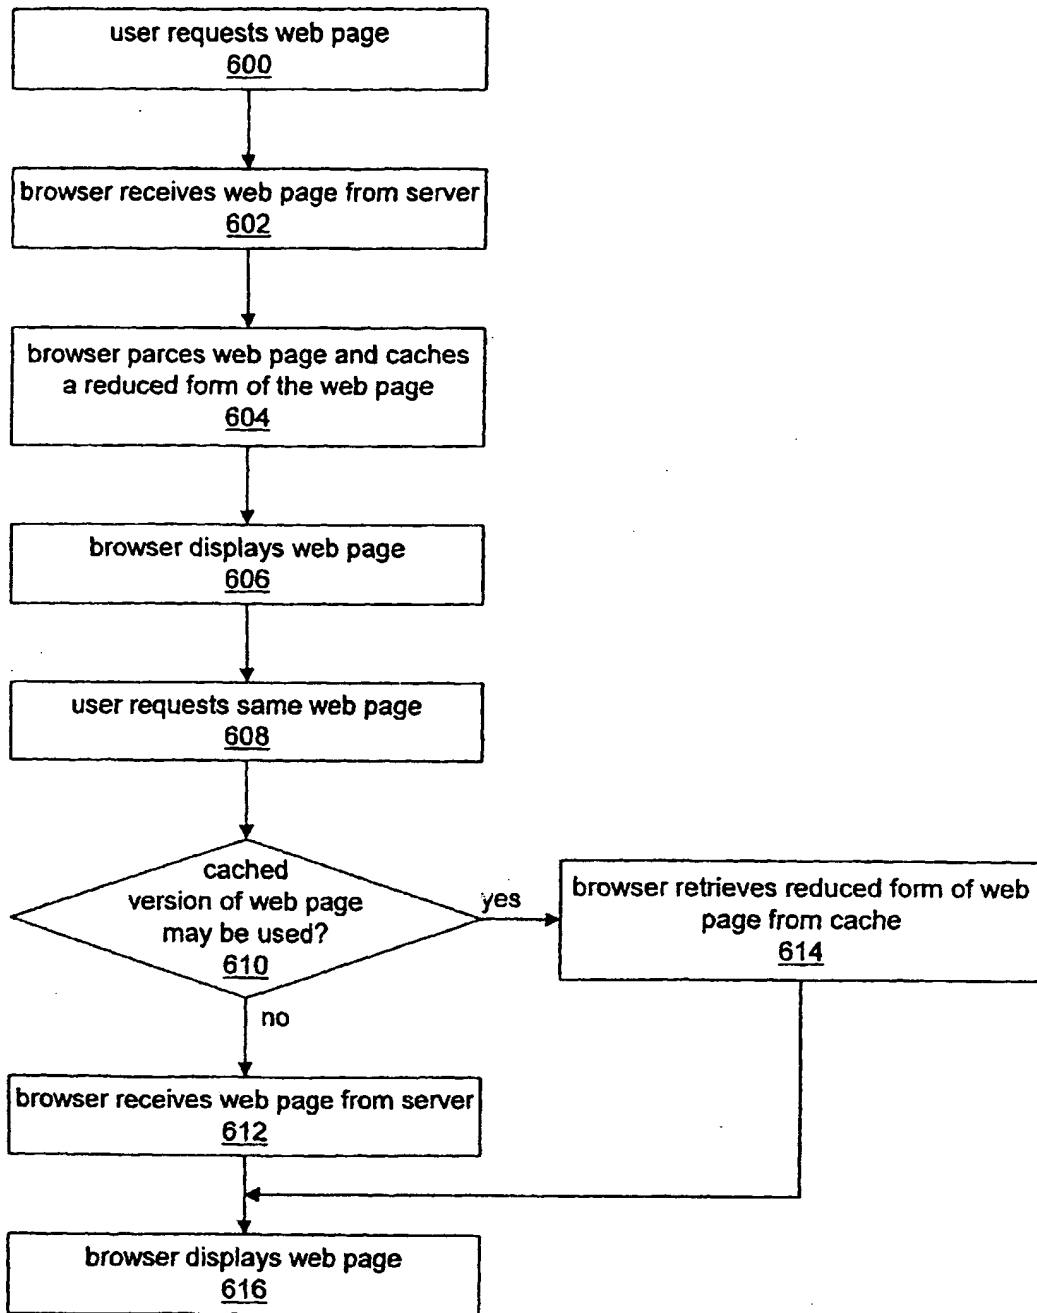 user requests web page
600
browser receives web page from server
602
browser parces web page and caches
a reduced form of the web page
604
browser displays web page
606
user requests same web page
608
cached
version of web page
may be used?
610
yes
browser retrieves reduced form of web
page from cache
614
no
browser receives web page from server
612
browser displays web page
616